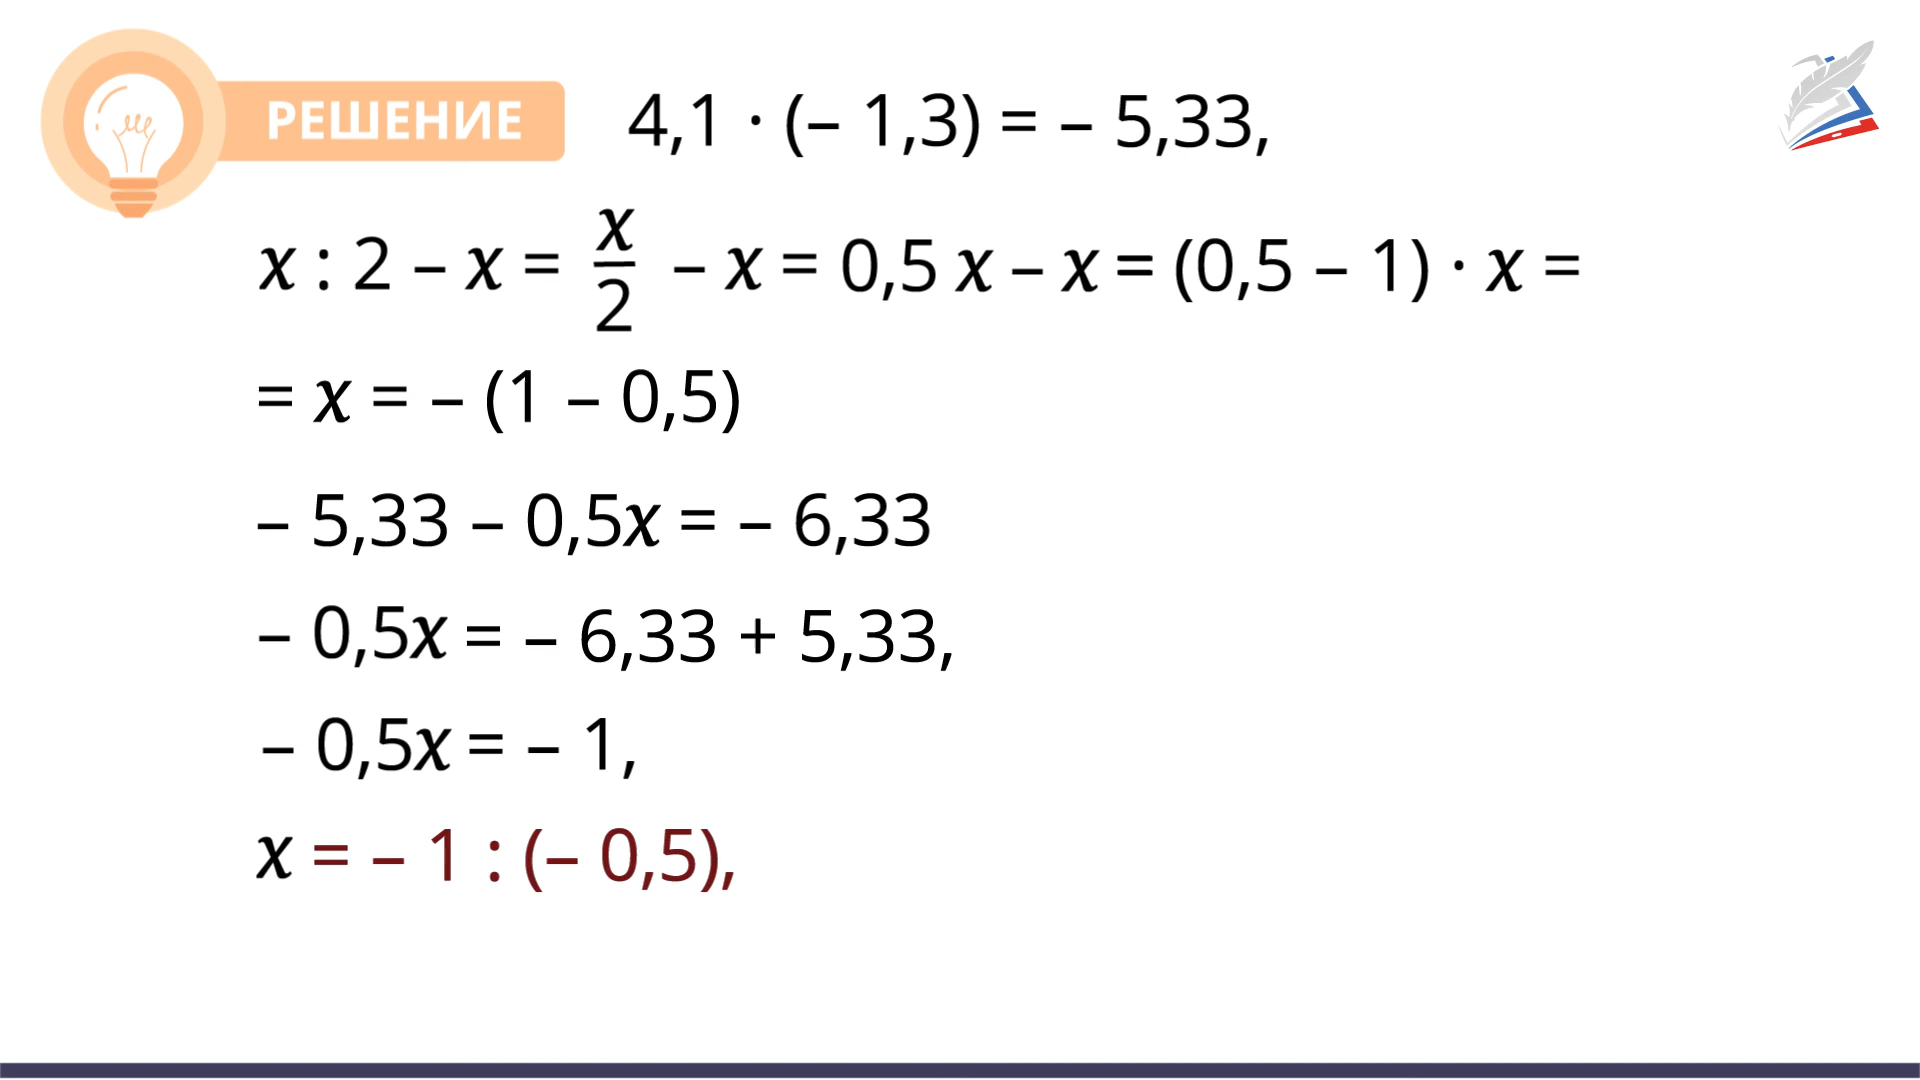 РЕШЕНИЕ 4,1 · (– 1,3) = – 5,33,
x : 2 – x = x/2 – x = 0,5 x – x = (0,5 – 1) · x =
= x = – (1 – 0,5)
– 5,33 – 0,5x = – 6,33
– 0,5x = – 6,33 + 5,33,
– 0,5x = – 1,
x = – 1 : (– 0,5),